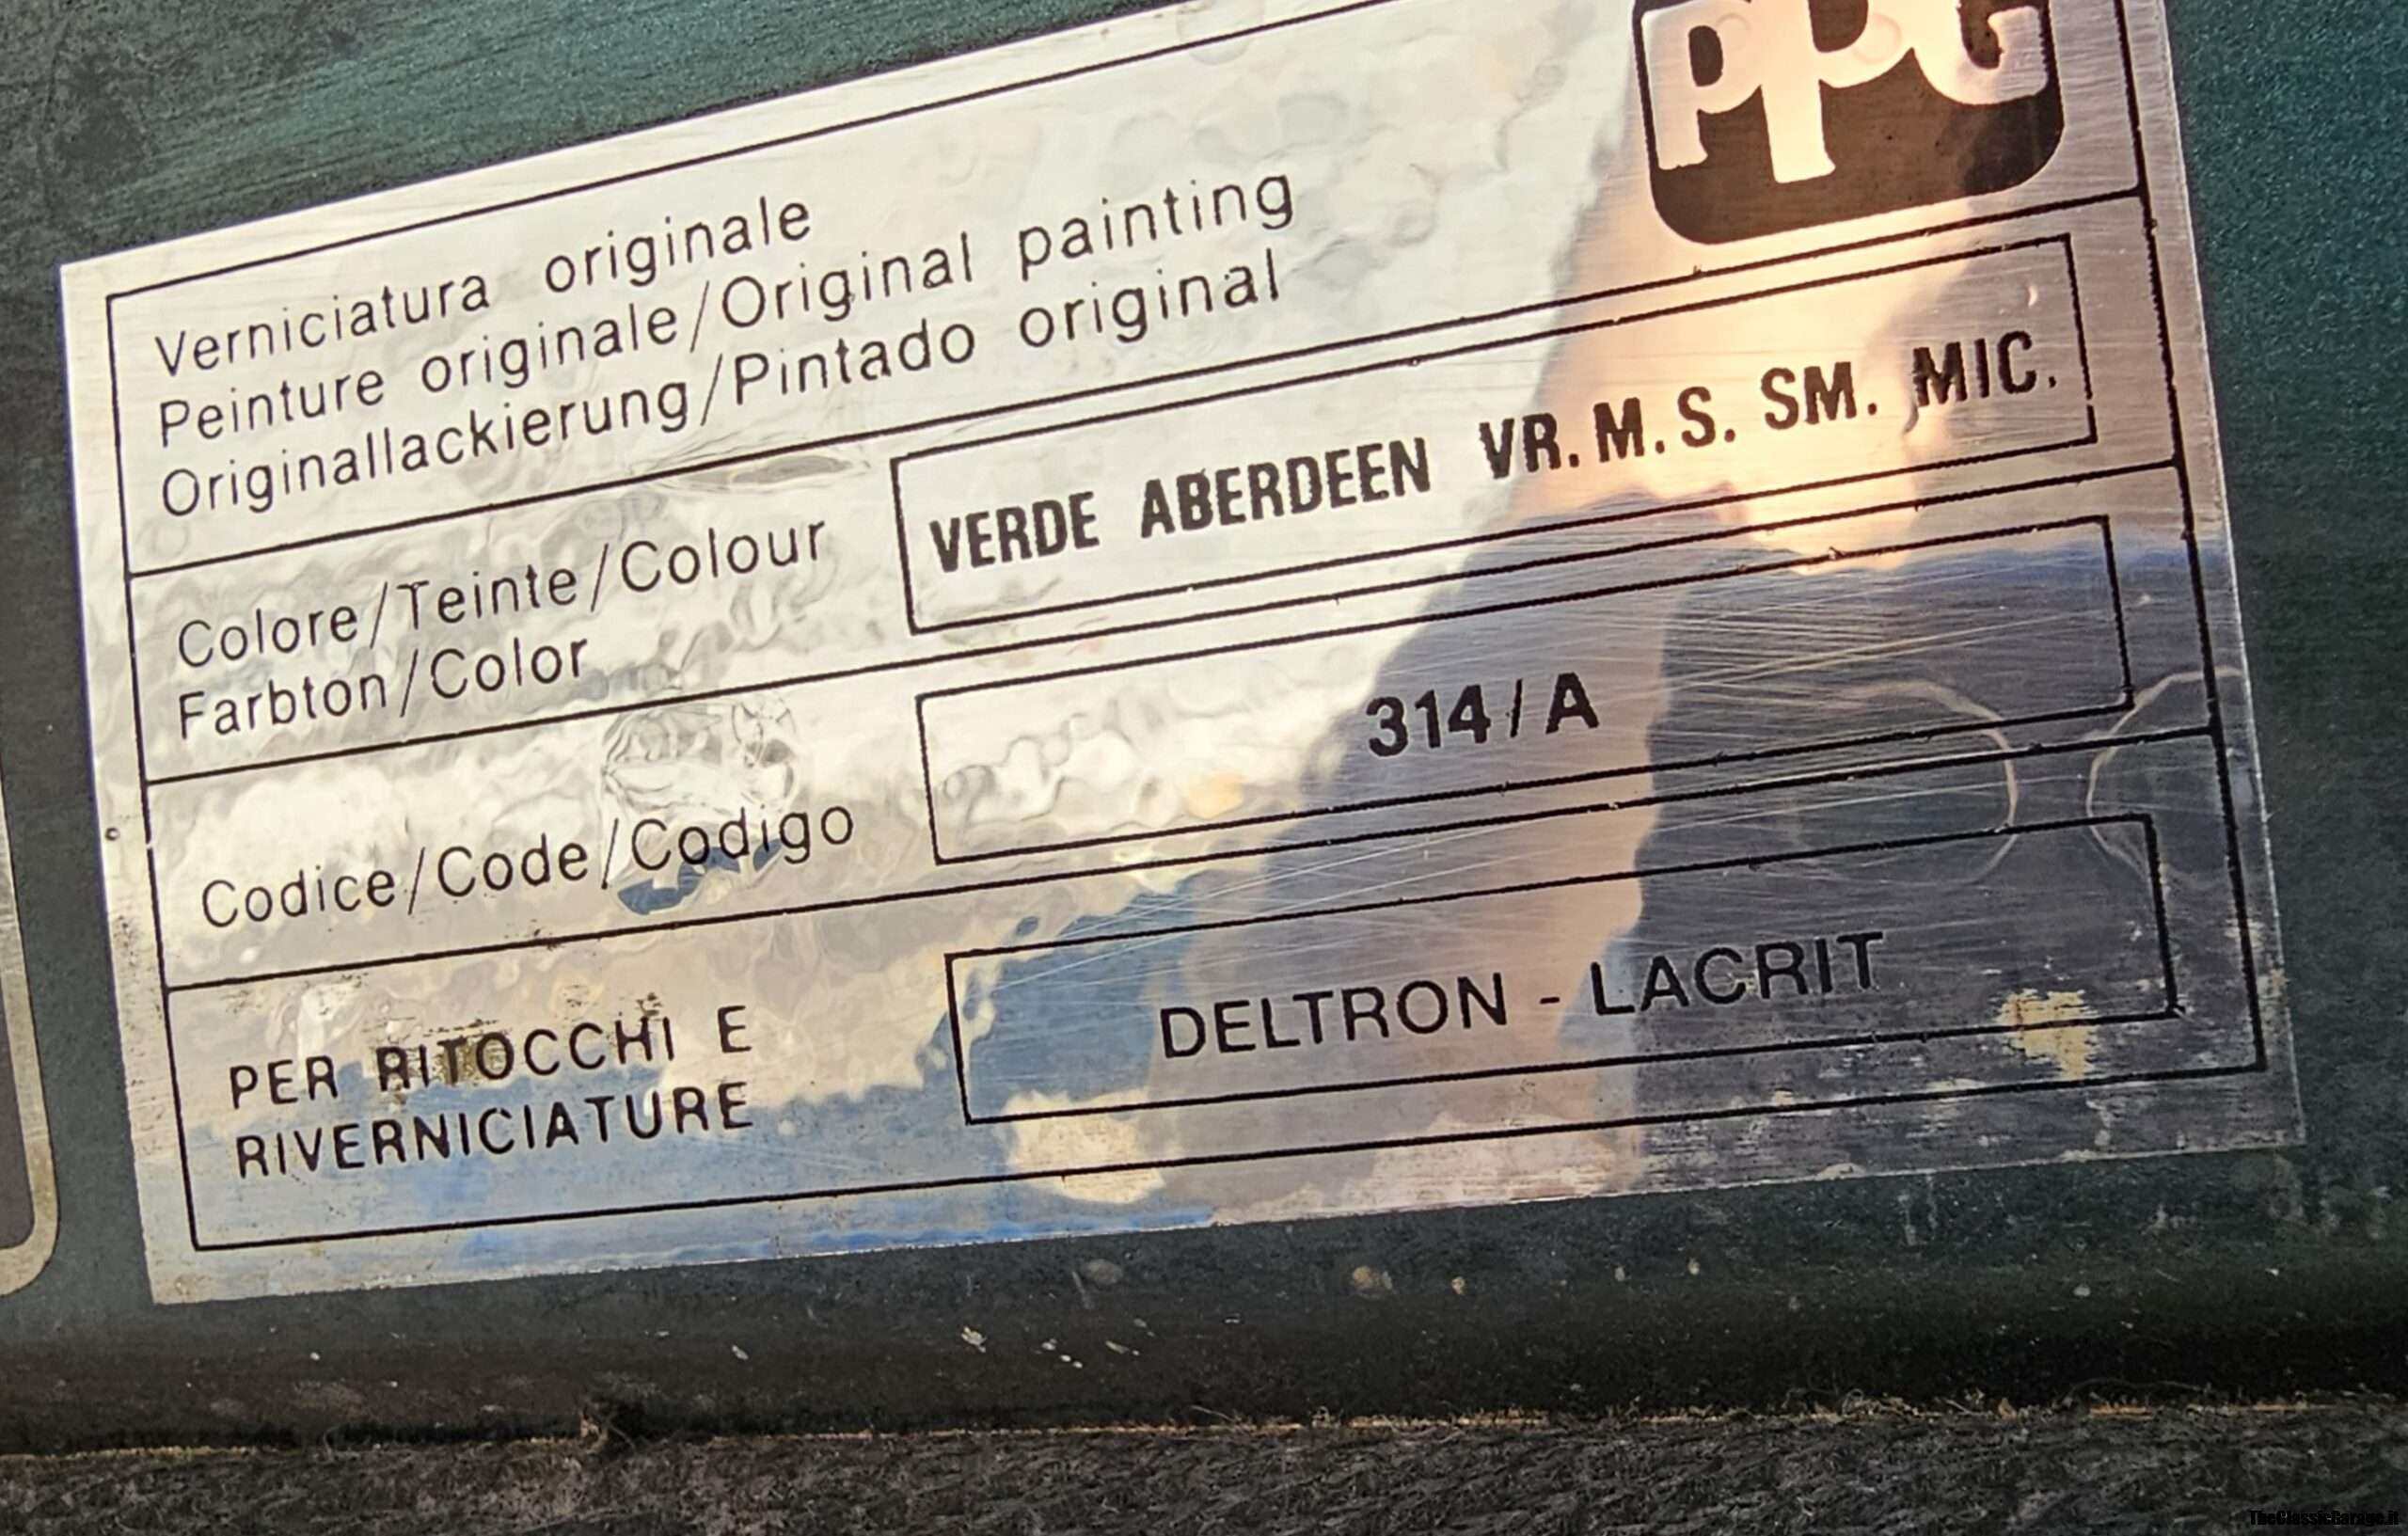 PPG
Verniciatura originale
Peinture originale/Original painting
Originallackierung/Pintado original
Colore/Teinte/Colour
Farbton/Color
VERDE ABERDEEN VR. M. S. SM. MIC.
Codice/Code/Codigo
314/A
PER RITOCCHI E
RIVERNICIATURE
DELTRON - LACRIT